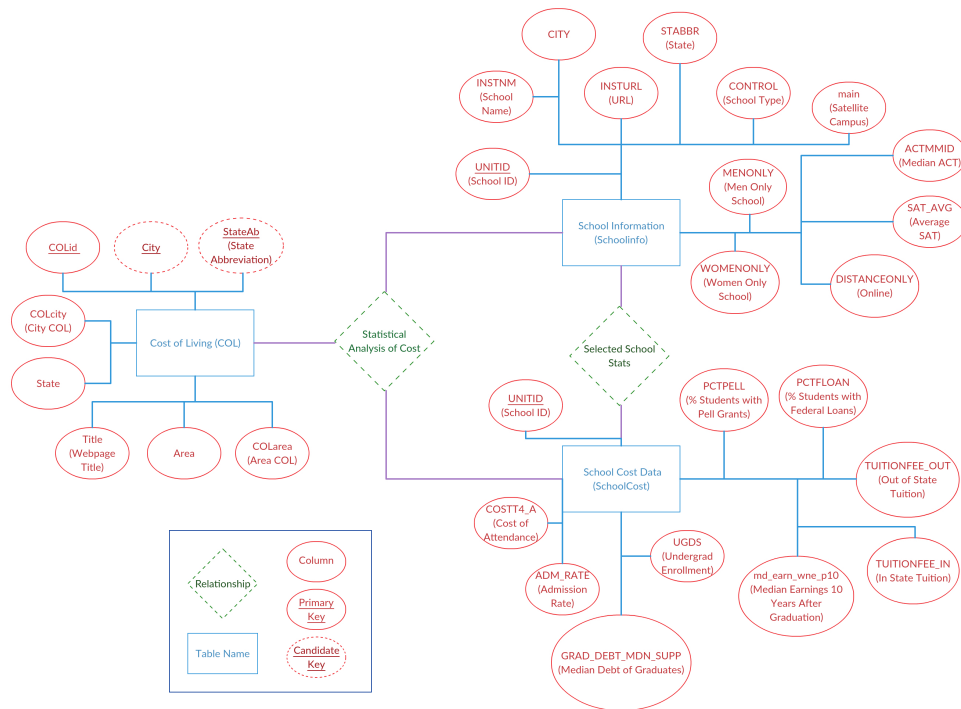 CITY
STABBR
(State)
INSTNM
(School
Name)
INSTURL
(URL)
CONTROL
(School Type)
main
(Satellite
Campus)
UNITID
(School ID)
MENONLY
(Men Only
School)
ACTMMID
(Median ACT)
SAT_AVG
(Average
SAT)
School Information
(Schoolinfo)
WOMENONLY
(Women Only
School)
DISTANCEONLY
(Online)
COLid
City
StateAb
(State
Abbreviation)
COLcity
(City COL)
Cost of Living (COL)
State
Title
(Webpage
Title)
Area
COLarea
(Area COL)
Statistical
Analysis of Cost
Selected School
Stats
UNITID
(School ID)
PCTPELL
(% Students with
Pell Grants)
PCTFLOAN
(% Students with
Federal Loans)
School Cost Data
(SchoolCost)
TUITIONFEE_OUT
(Out of State
Tuition)
COSTT4_A
(Cost of
Attendance)
UGDS
(Undergrad
Enrollment)
ADM_RATE
(Admission
Rate)
md_earn_wne_p10
(Median Earnings 10
Years After
Graduation)
TUITIONFEE_IN
(In State Tuition)
GRAD_DEBT_MDN_SUPP
(Median Debt of Graduates)
Relationship
Column
Primary
Key
Table Name
Candidate
Key